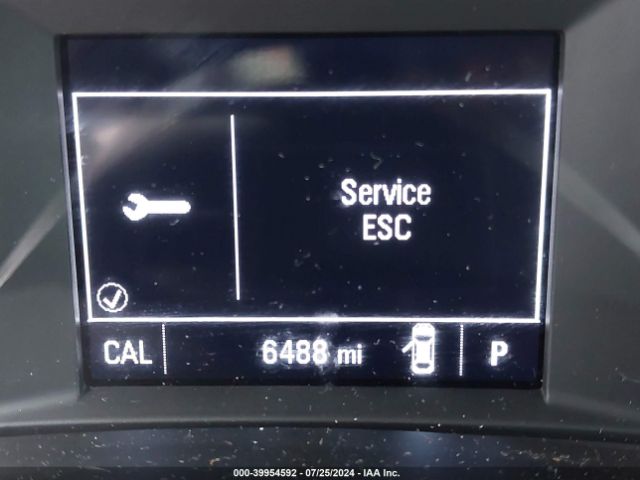 Service
ESC
CAL 6488 mi P
000-39954592 - 07/25/2024 - IAA Inc.